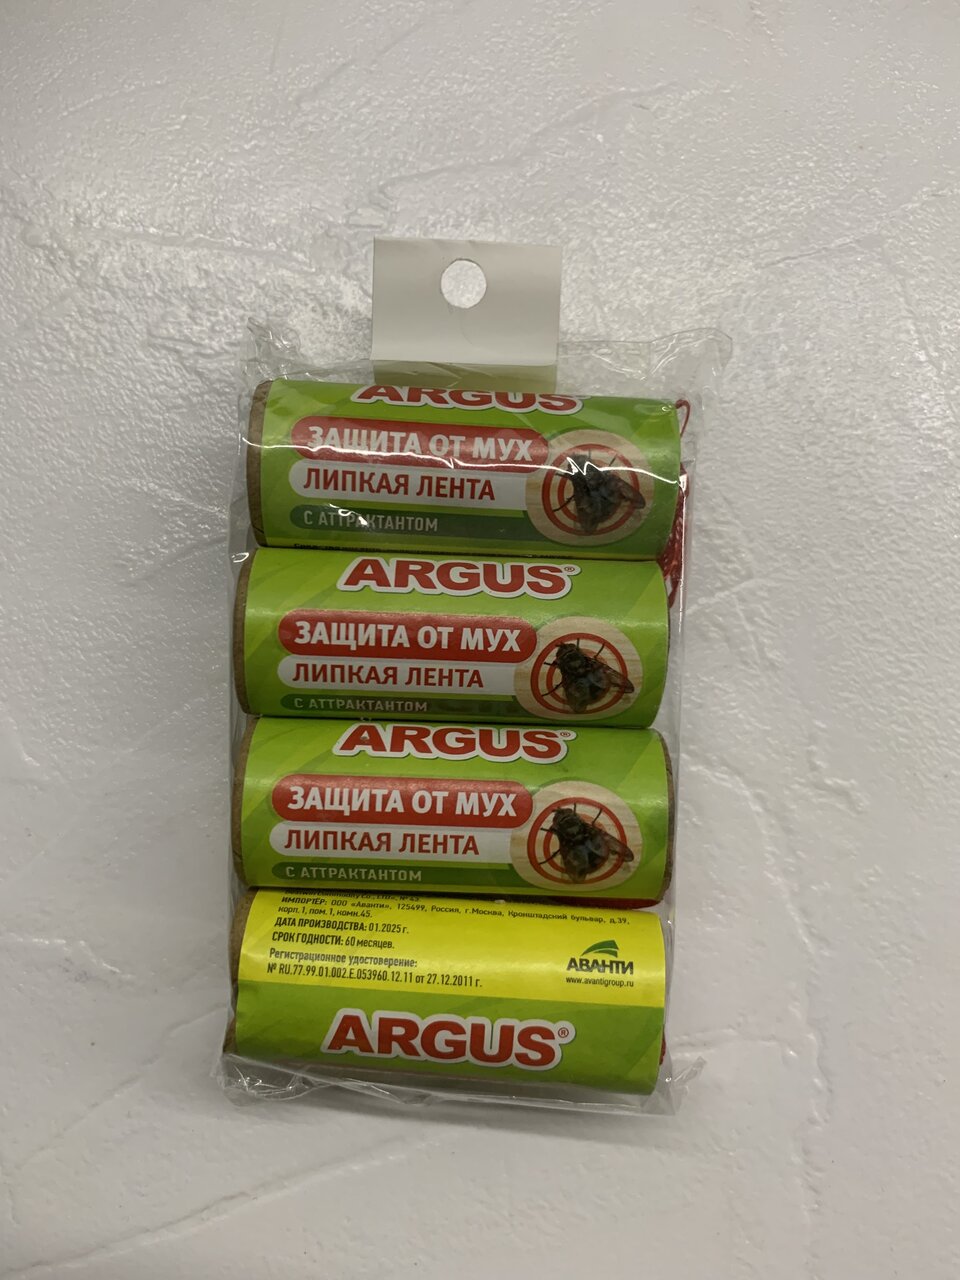 ARGUS
ЗАЩИТА ОТ МУХ
ЛИПКАЯ ЛЕНТА
С АТТРАКТАНТОМ
ARGUS®
ЗАЩИТА ОТ МУХ
ЛИПКАЯ ЛЕНТА
С АТТРАКТАНТОМ
ARGUS®
ЗАЩИТА ОТ МУХ
ЛИПКАЯ ЛЕНТА
С АТТРАКТАНТОМ
ИМПОРТЁР: ООО «Аванти», 125499, Россия, г.Москва, Кронштадский бульвар, д.39,
корп.1, пом.1, комн.45.
ДАТА ПРОИЗВОДСТВА: 01.2025 г.
СРОК ГОДНОСТИ: 60 месяцев.
Регистрационное удостоверение:
№ RU.77.99.01.002.Е.053960.12.11 от 27.12.2011 г.
АВАНТИ
www.avantigroup.ru
ARGUS®